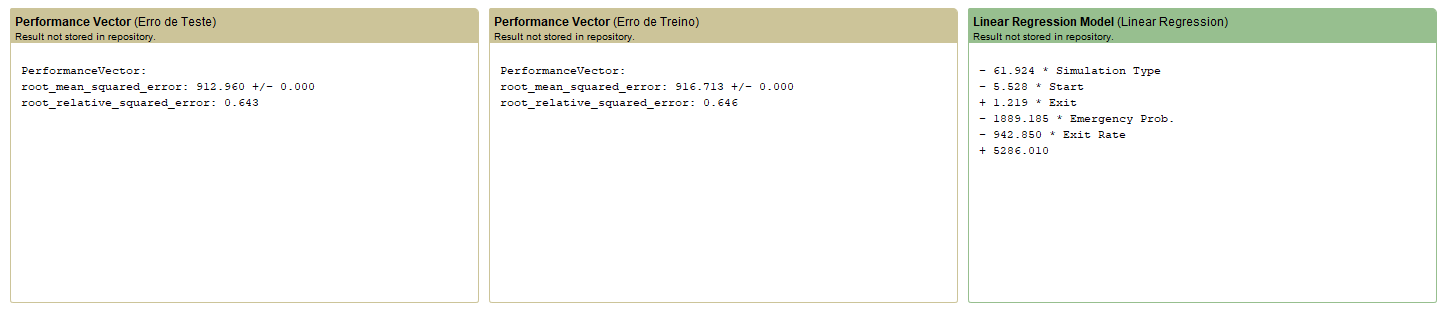 Performance Vector (Erro de Teste)
Result not stored in repository.
PerformanceVector:
root_mean_squared_error: 912.960 +/- 0.000
root_relative_squared_error: 0.643
Performance Vector (Erro de Treino)
Result not stored in repository.
PerformanceVector:
root_mean_squared_error: 916.713 +/- 0.000
root_relative_squared_error: 0.646
Linear Regression Model (Linear Regression)
Result not stored in repository.
- 61.924 * Simulation Type
- 5.528 * Start
+ 1.219 * Exit
- 1889.185 * Emergency Prob.
- 942.850 * Exit Rate
+ 5286.010